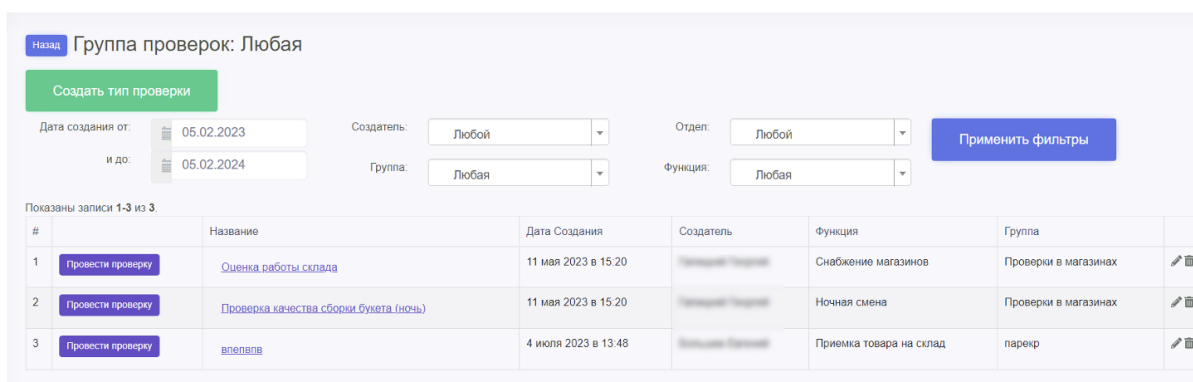 Назад Группа проверок: Любая
Создать тип проверки
Дата создания от: 05.02.2023 Создатель: Любой Отдел: Любой Применить фильтры
и до: 05.02.2024 Группа: Любая Функция: Любая
Показаны записи 1-3 из 3.
# Название Дата Создания Создатель Функция Группа
1 Провести проверку Оценка работы склада 11 мая 2023 в 15:20 Снабжение магазинов Проверки в магазинах
2 Провести проверку Проверка качества сборки букета (ночь) 11 мая 2023 в 15:20 Ночная смена Проверки в магазинах
3 Провести проверку впепвпв 4 июля 2023 в 13:48 Приемка товара на склад парекр